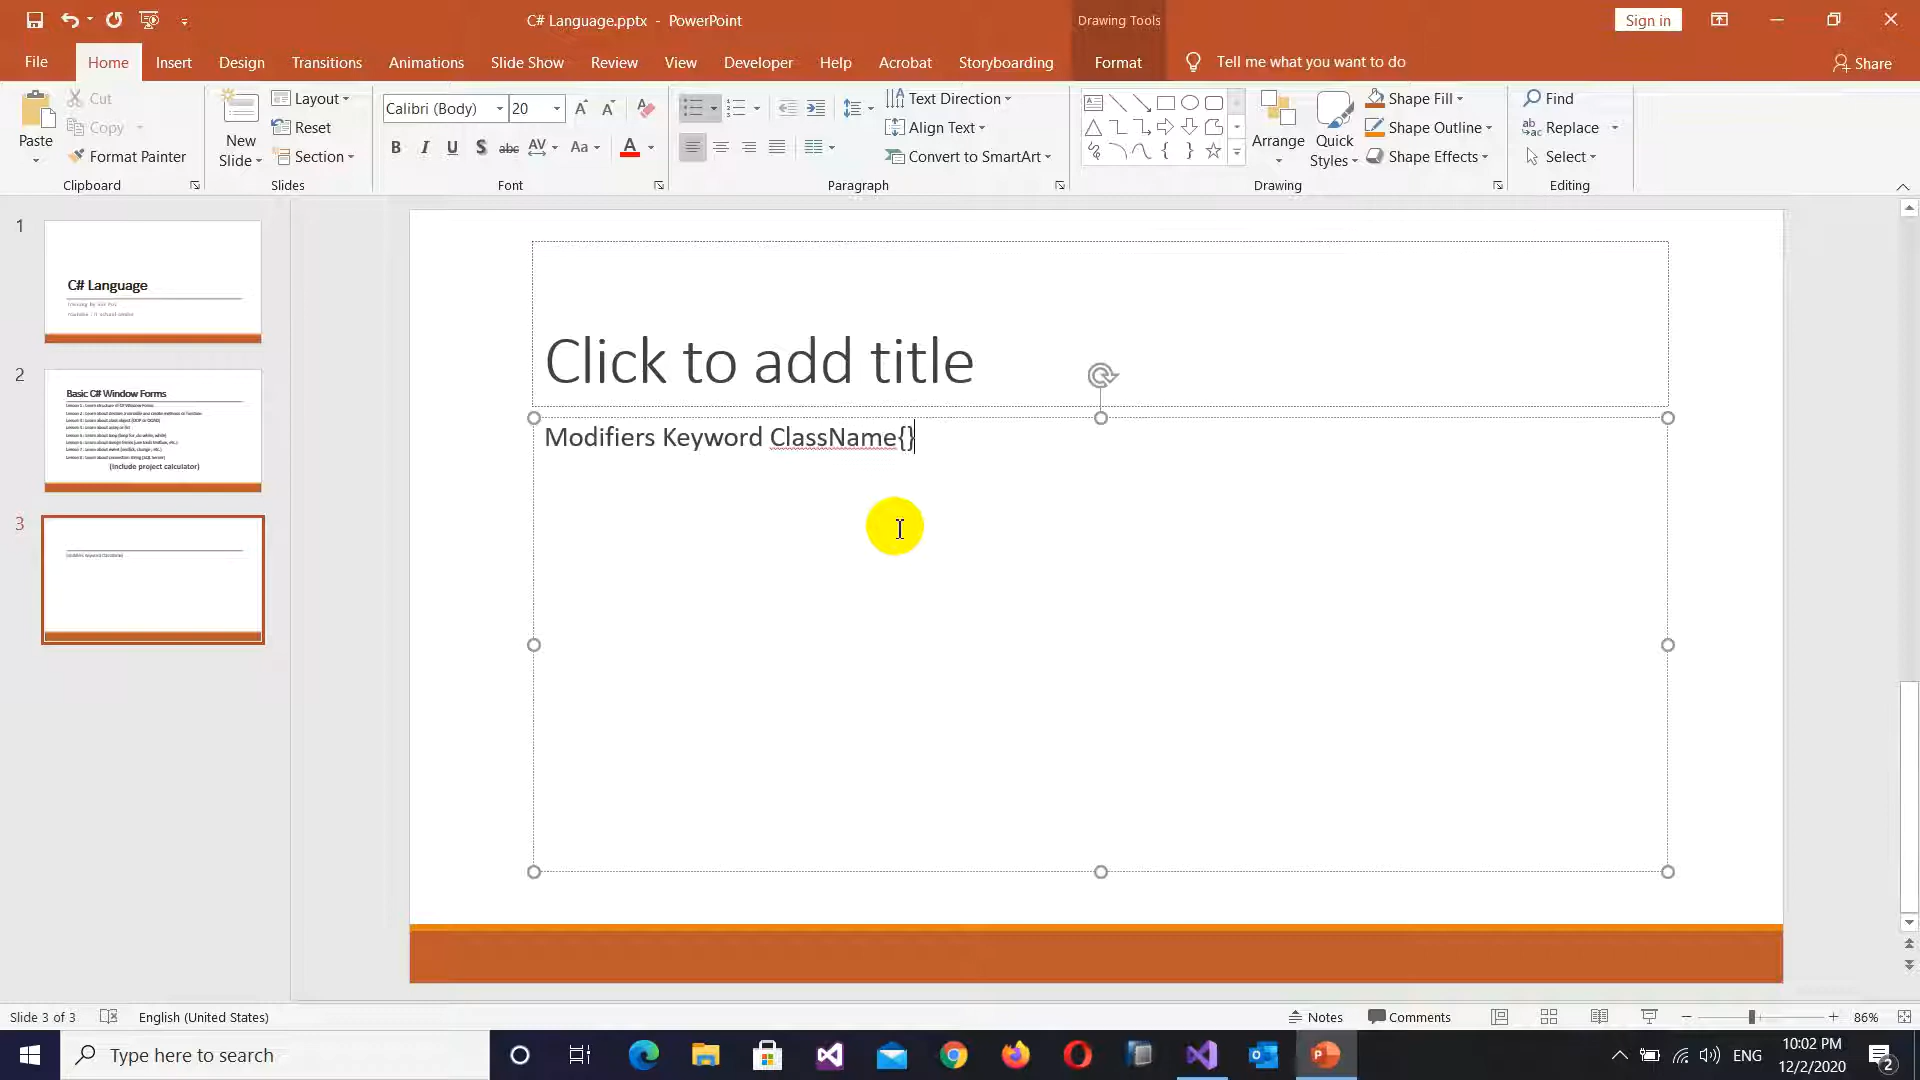 C# Language.pptx - PowerPoint
Drawing Tools
Sign in
File Home Insert Design Transitions Animations Slide Show Review View Developer Help Acrobat Storyboarding Format Tell me what you want to do Share
Paste
Cut
Copy
Format Painter
Clipboard
New Slide
Layout
Reset
Section
Slides
Calibri (Body) 20
B I U S abc AV Aa A
Font
Text Direction
Align Text
Convert to SmartArt
Paragraph
Arrange
Quick Styles
Shape Fill
Shape Outline
Shape Effects
Drawing
Find
Replace
Select
Editing
1
C# Language
2
Basic C# Window Forms
(Include project calculator)
3
Click to add title
Modifiers Keyword ClassName{}
Slide 3 of 3 English (United States) Notes Comments 86%
Type here to search
ENG
10:02 PM
12/2/2020
2